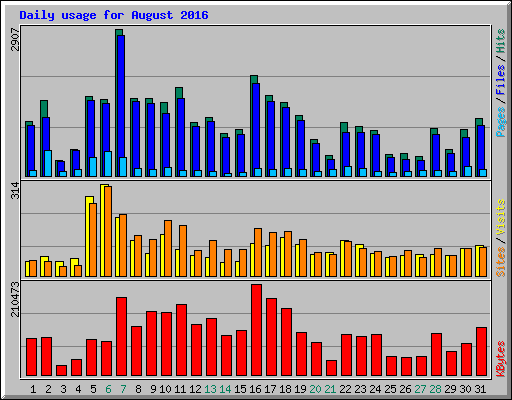 Daily usage for August 2016
2907
Pages / Files / Hits
314
Sites / Visits
210473
KBytes
1 2 3 4 5 6 7 8 9 10 11 12 13 14 15 16 17 18 19 20 21 22 23 24 25 26 27 28 29 30 31